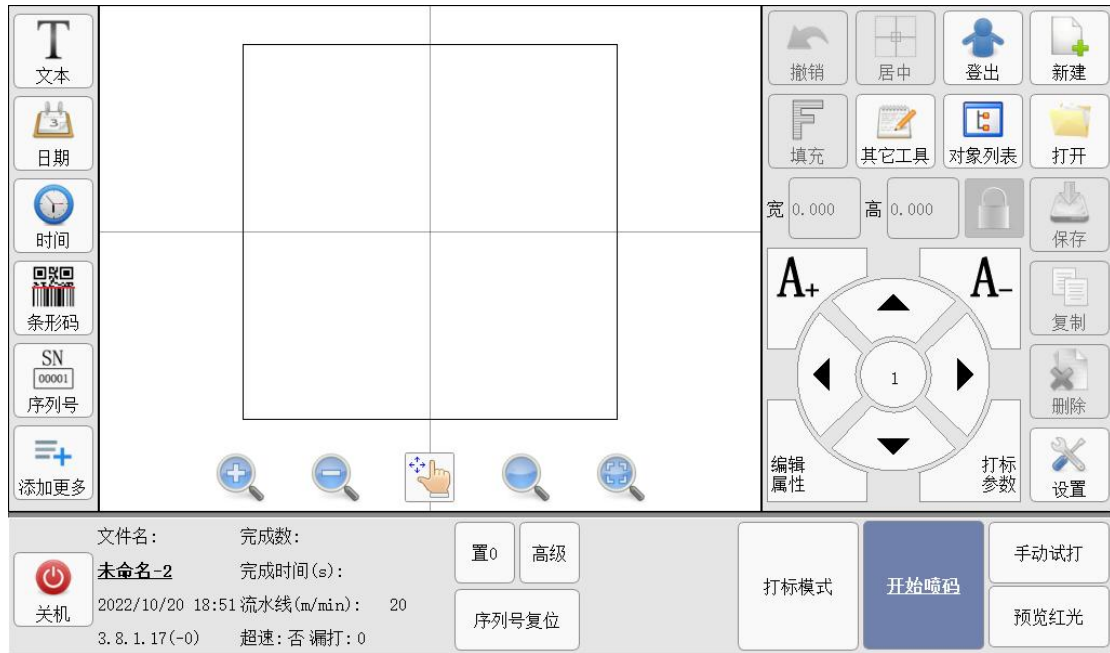 T
文本
3
日期
时间
条形码
SN
00001
序列号
添加更多
撤销
居中
登出
新建
F
填充
其它工具
对象列表
打开
宽 0.000
高 0.000
保存
A+
A-
复制
1
删除
编辑
属性
打标
参数
设置
关机
文件名:
完成数:
未命名-2
完成时间(s):
2022/10/20 18:51
流水线(m/min): 20
3.8.1.17(-0)
超速:否 漏打:0
置0
高级
序列号复位
打标模式
开始喷码
手动试打
预览红光